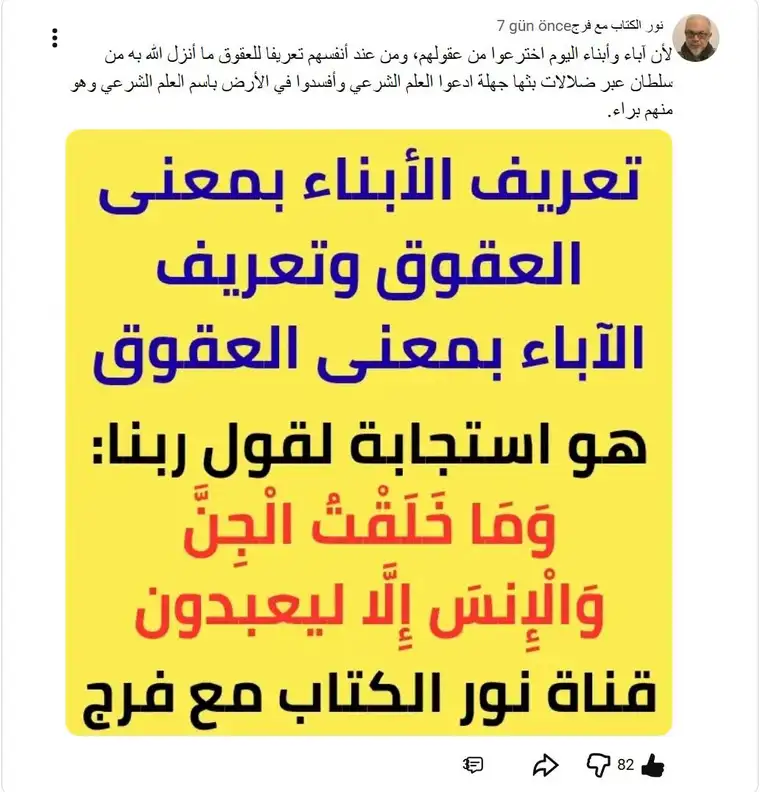 نور الكتاب مع فرج7 gün önce
لأن آباء وأبناء اليوم اخترعوا من عقولهم، ومن عند أنفسهم تعريفا للعقوق ما أنزل الله به من
سلطان عبر ضلالات بثها جهلة ادعوا العلم الشرعي وأفسدوا في الأرض باسم العلم الشرعي وهو
منهم براء.
تعريف الأبناء بمعنى
العقوق وتعريف
الآباء بمعنى العقوق
هو استجابة لقول ربنا:
وَمَا خَلَقْتُ الْجِنَّ
وَالْإِنسَ إِلَّا ليعبدون
قناة نور الكتاب مع فرج
82
3